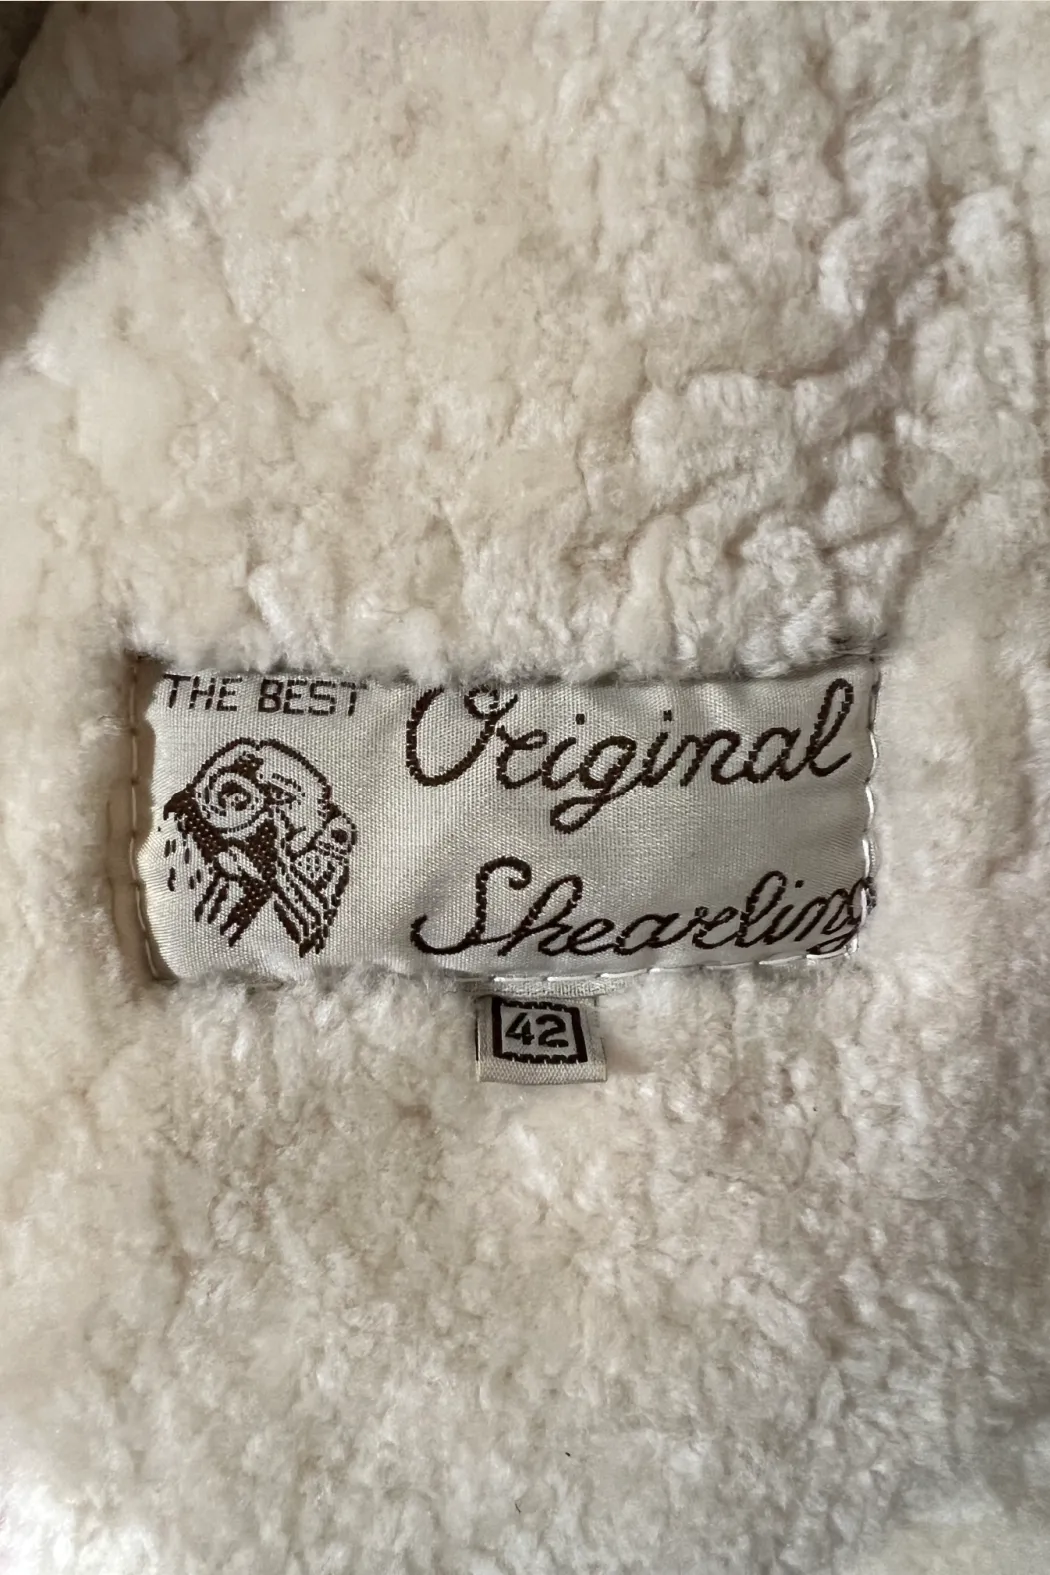 THE BEST
Original
Shearling
42